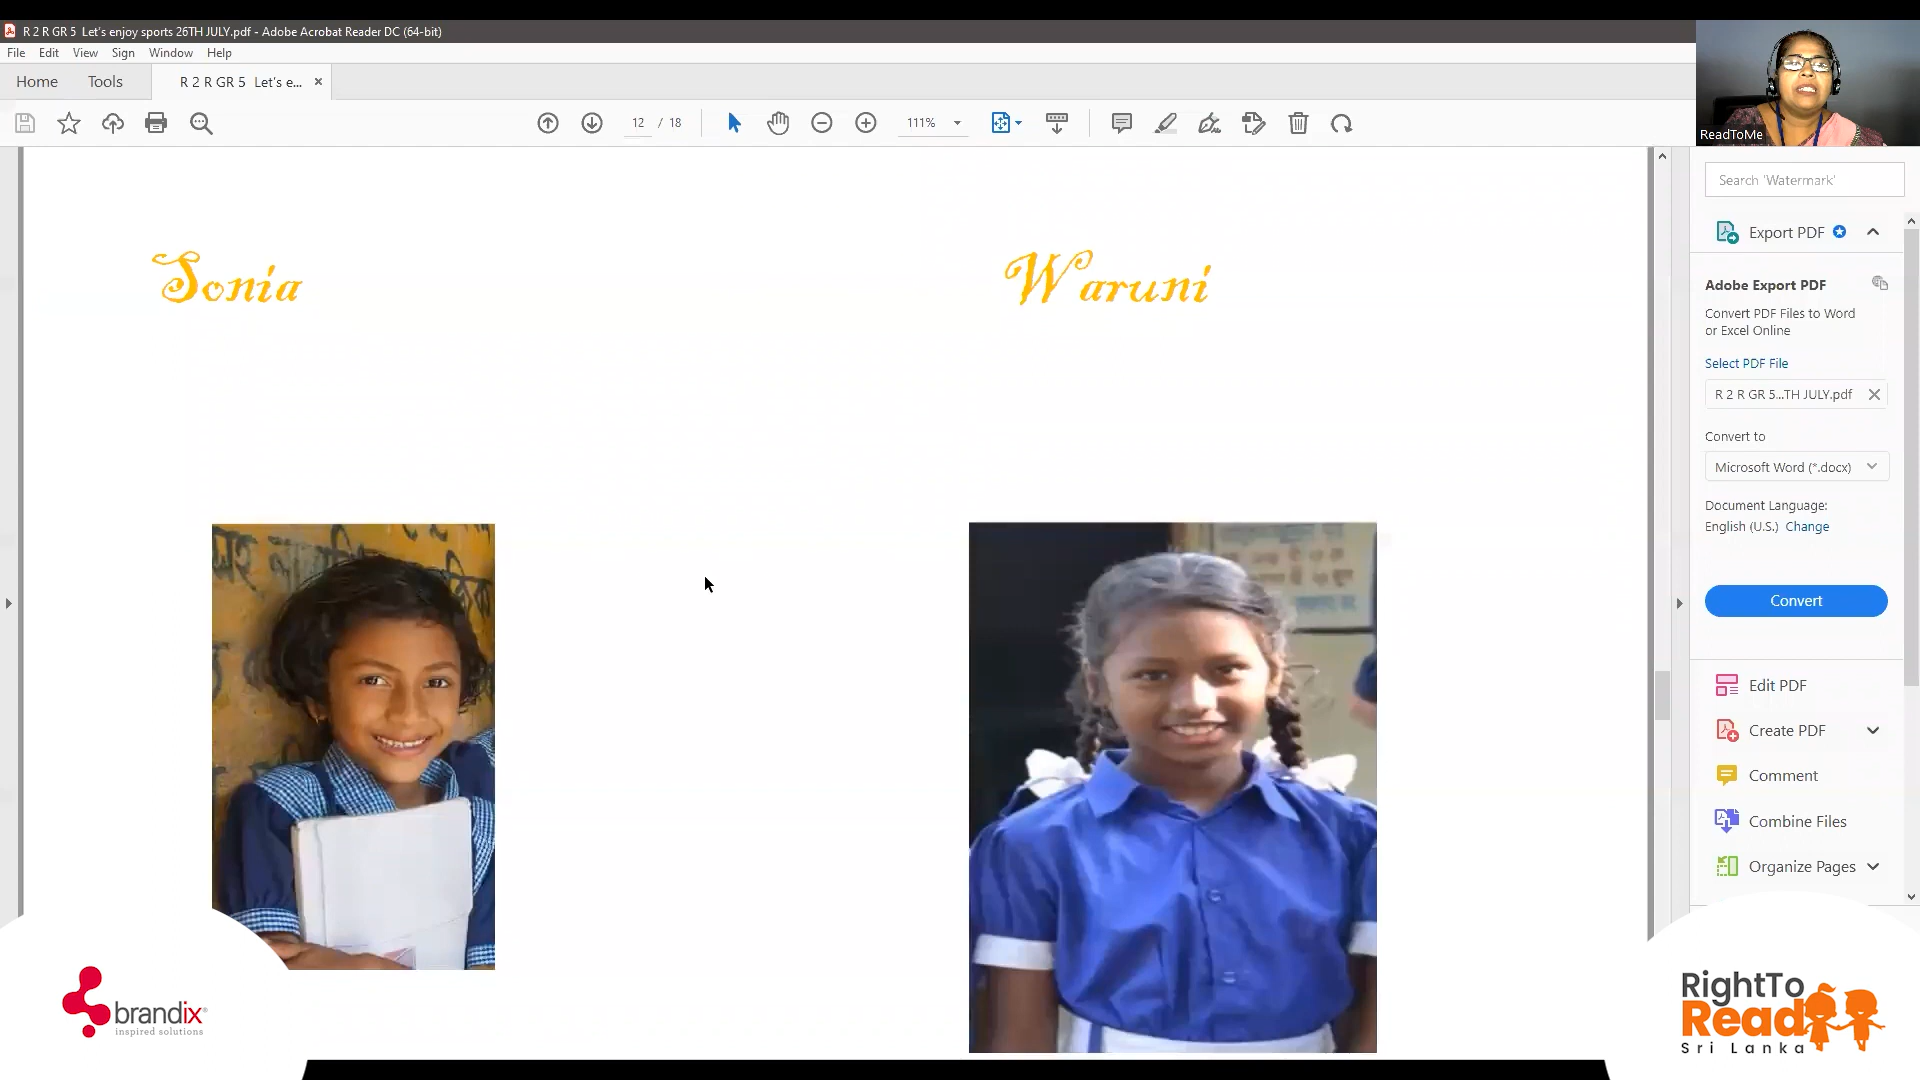 R 2 R GR 5 Let's enjoy sports 26TH JULY.pdf - Adobe Acrobat Reader DC (64-bit)
File Edit View Sign Window Help
Home Tools R 2 R GR 5 Let's e...
12 / 18 111%
ReadToMe
Search 'Watermark'
Export PDF
Adobe Export PDF
Convert PDF Files to Word
or Excel Online
Select PDF File
R 2 R GR 5...TH JULY.pdf
Convert to
Microsoft Word (*.docx)
Document Language:
English (U.S.) Change
Convert
Edit PDF
Create PDF
Comment
Combine Files
Organize Pages
Sonia
Waruni
brandix
inspired solutions
RightTo
Read
Sri Lanka